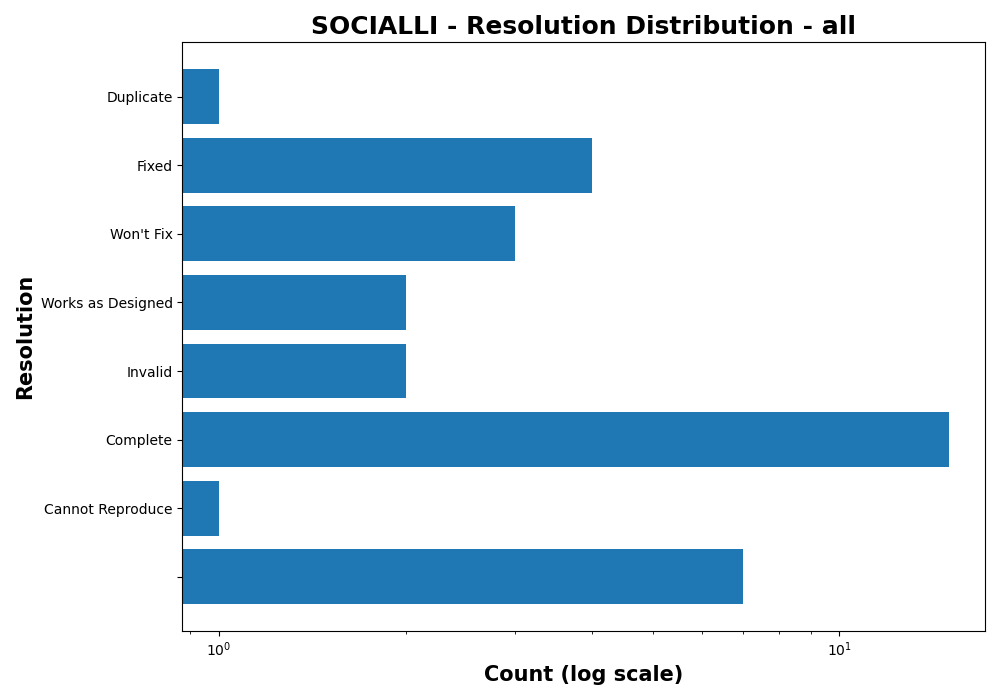 SOCIALLI - Resolution Distribution - all
Resolution
Duplicate
Fixed
Won't Fix
Works as Designed
Invalid
Complete
Cannot Reproduce
10⁰
10¹
Count (log scale)